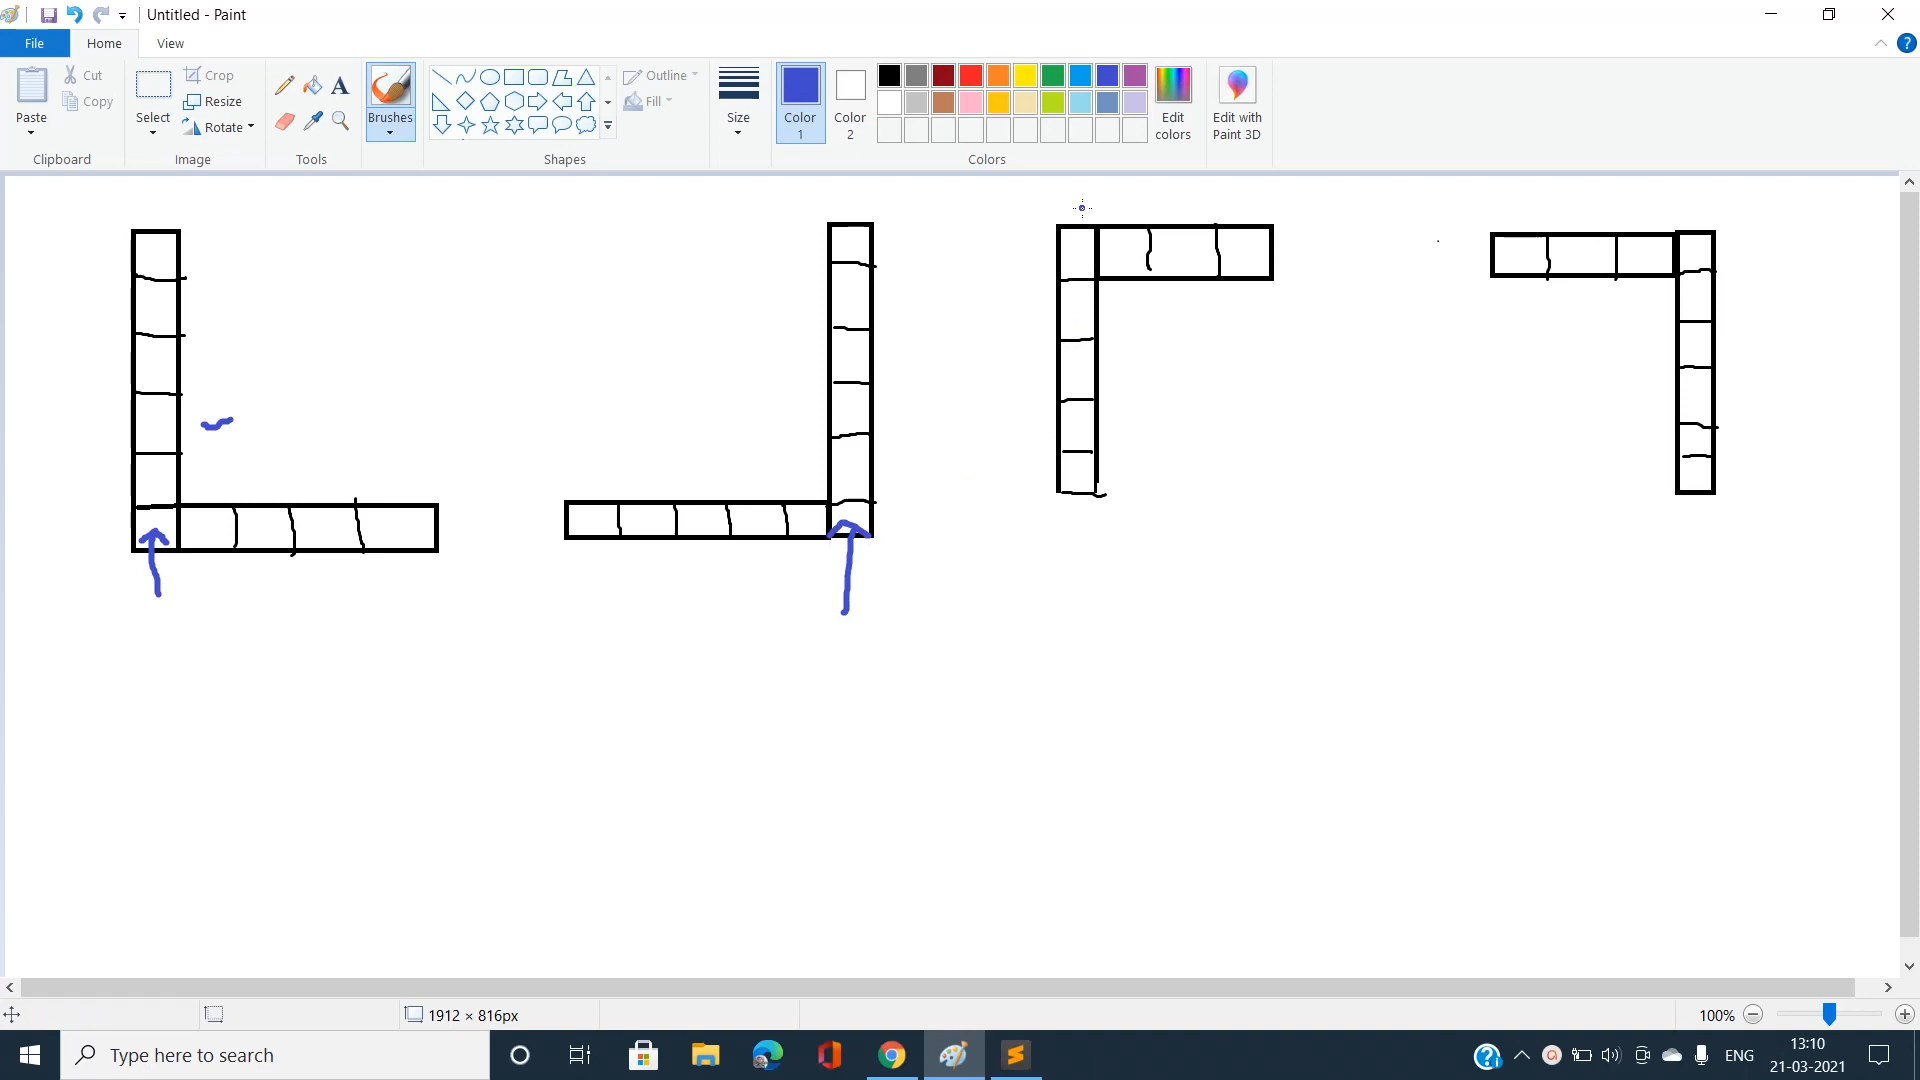 Untitled - Paint
File Home View
Paste
Cut
Copy
Clipboard
Select
Crop
Resize
Rotate
Image
A
Tools
Brushes
Shapes
Outline
Fill
Size
Color 1
Color 2
Colors
Edit colors
Edit with Paint 3D
?
1912 × 816px
100%
Type here to search
ENG
13:10
21-03-2021